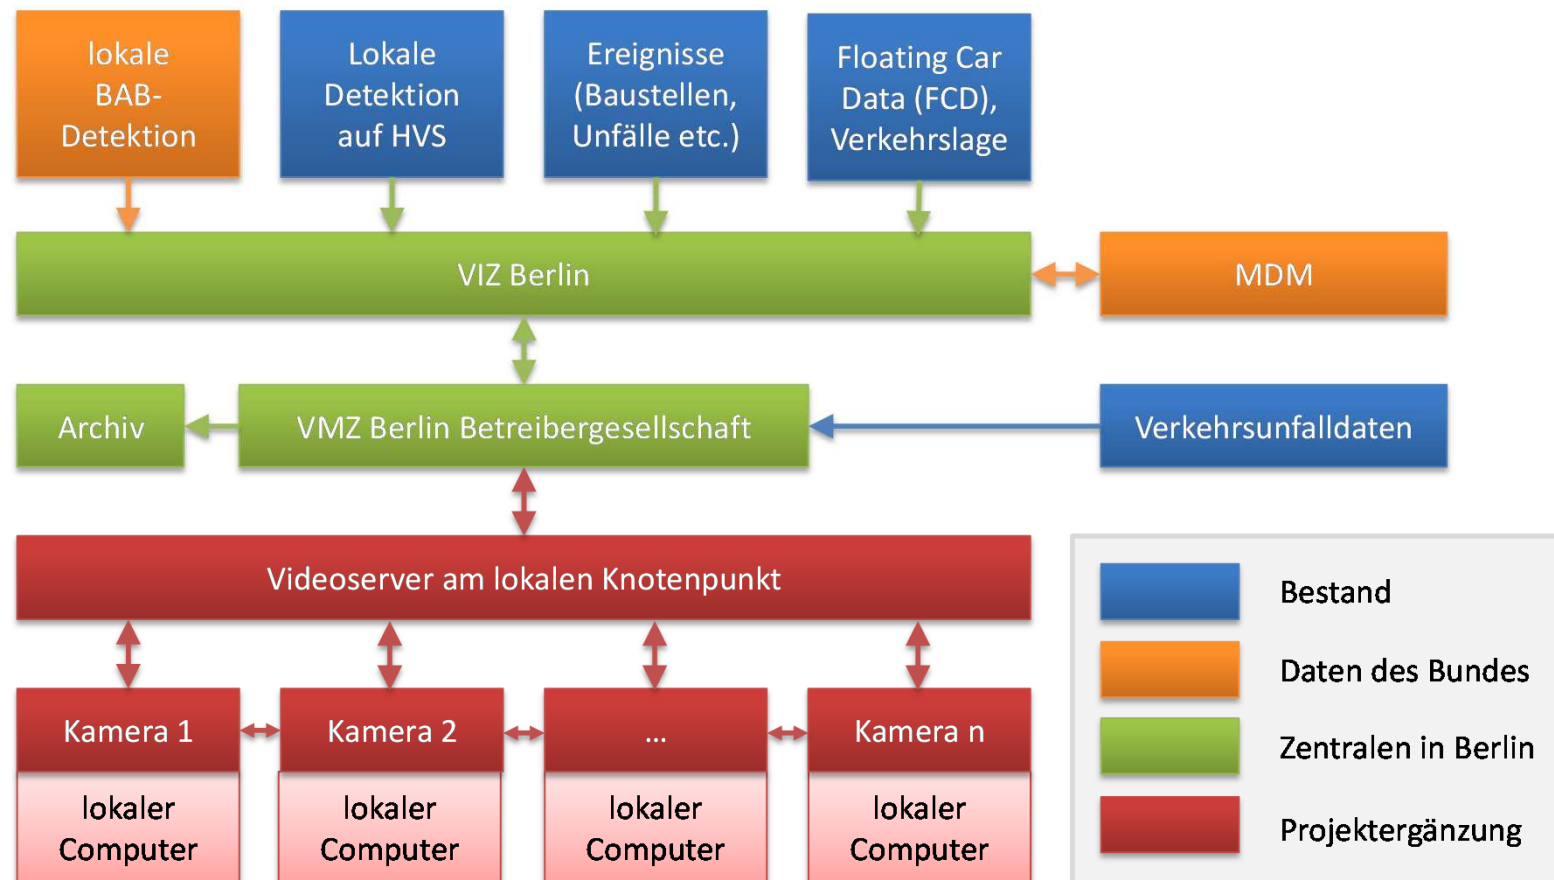 lokale
BAB-
Detektion
Lokale
Detektion
auf HVS
Ereignisse
(Baustellen,
Unfälle etc.)
Floating Car
Data (FCD),
Verkehrslage
VIZ Berlin
MDM
Archiv
VMZ Berlin Betreibergesellschaft
Verkehrsunfalldaten
Videoserver am lokalen Knotenpunkt
Kamera 1
Kamera 2
...
Kamera n
lokaler
Computer
lokaler
Computer
lokaler
Computer
lokaler
Computer
Bestand
Daten des Bundes
Zentralen in Berlin
Projektergänzung